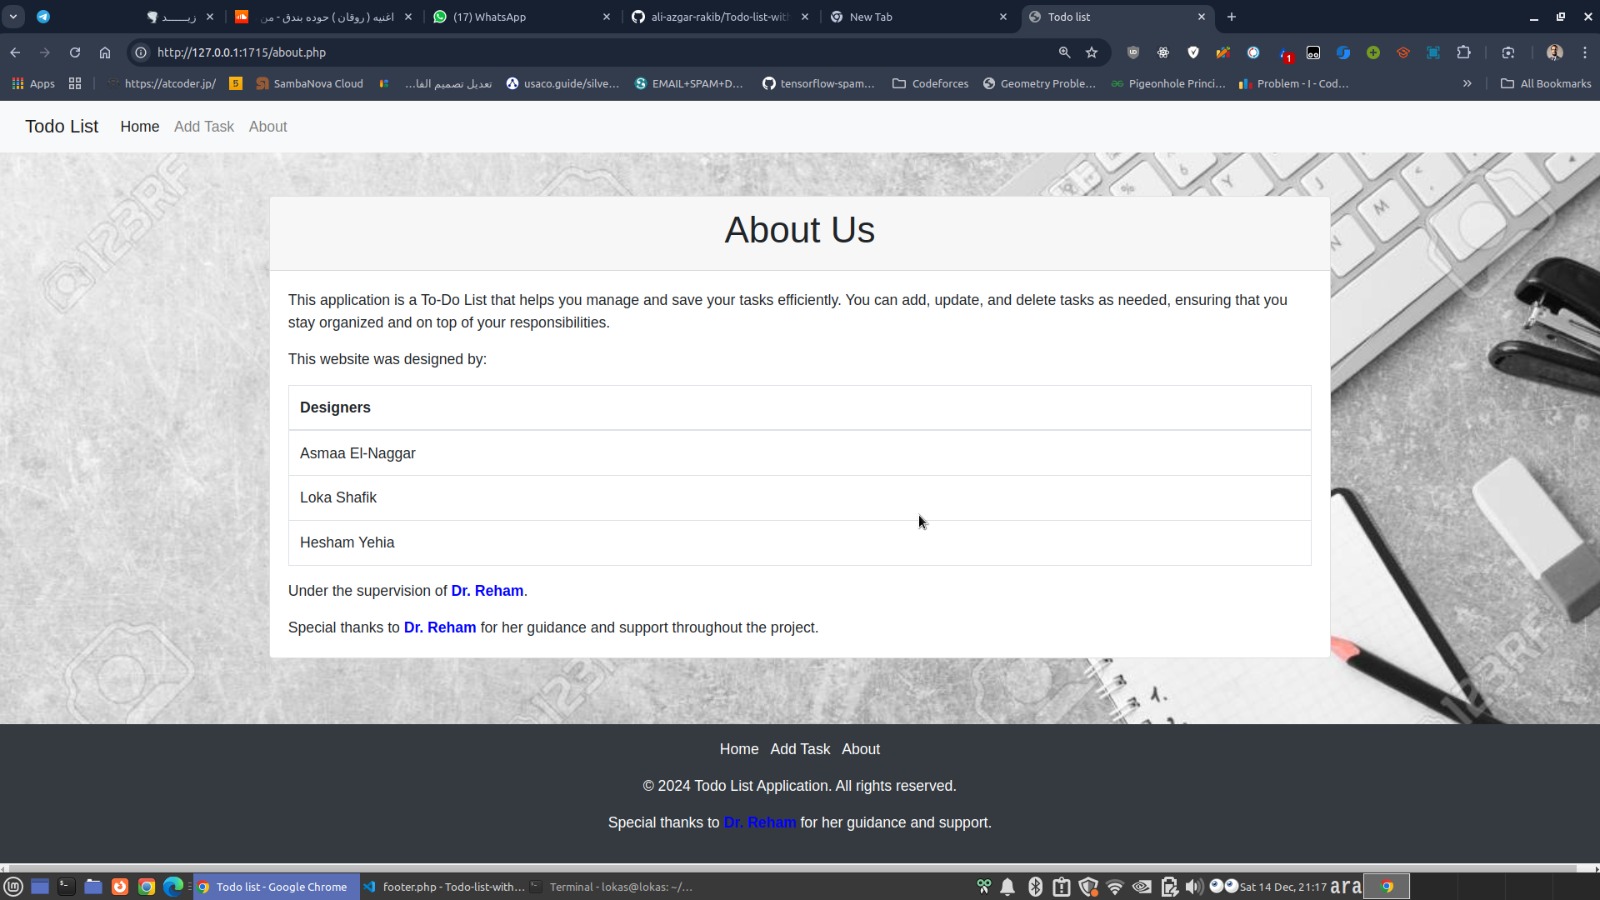 زيــــــد
اغنيه ( روقان ) حوده بندق - من
(17) WhatsApp
ali-azgar-rakib/Todo-list-with
New Tab
Todo list
http://127.0.0.1:1715/about.php
1
Apps
https://atcoder.jp/
5
SambaNova Cloud
تعديل تصميم الفا...
usaco.guide/silve...
EMAIL+SPAM+D...
tensorflow-spam...
Codeforces
Geometry Proble...
Pigeonhole Princi...
Problem - I - Cod...
All Bookmarks
Todo List Home Add Task About
123RF
About Us
This application is a To-Do List that helps you manage and save your tasks efficiently. You can add, update, and delete tasks as needed, ensuring that you
stay organized and on top of your responsibilities.
This website was designed by:
Designers
Asmaa El-Naggar
Loka Shafik
Hesham Yehia
Under the supervision of Dr. Reham.
Special thanks to Dr. Reham for her guidance and support throughout the project.
123RF
123RF
Home Add Task About
© 2024 Todo List Application. All rights reserved.
Special thanks to Dr. Reham for her guidance and support.
Todo list - Google Chrome
footer.php - Todo-list-with...
Terminal - lokas@lokas: ~/...
Sat 14 Dec, 21:17
ara